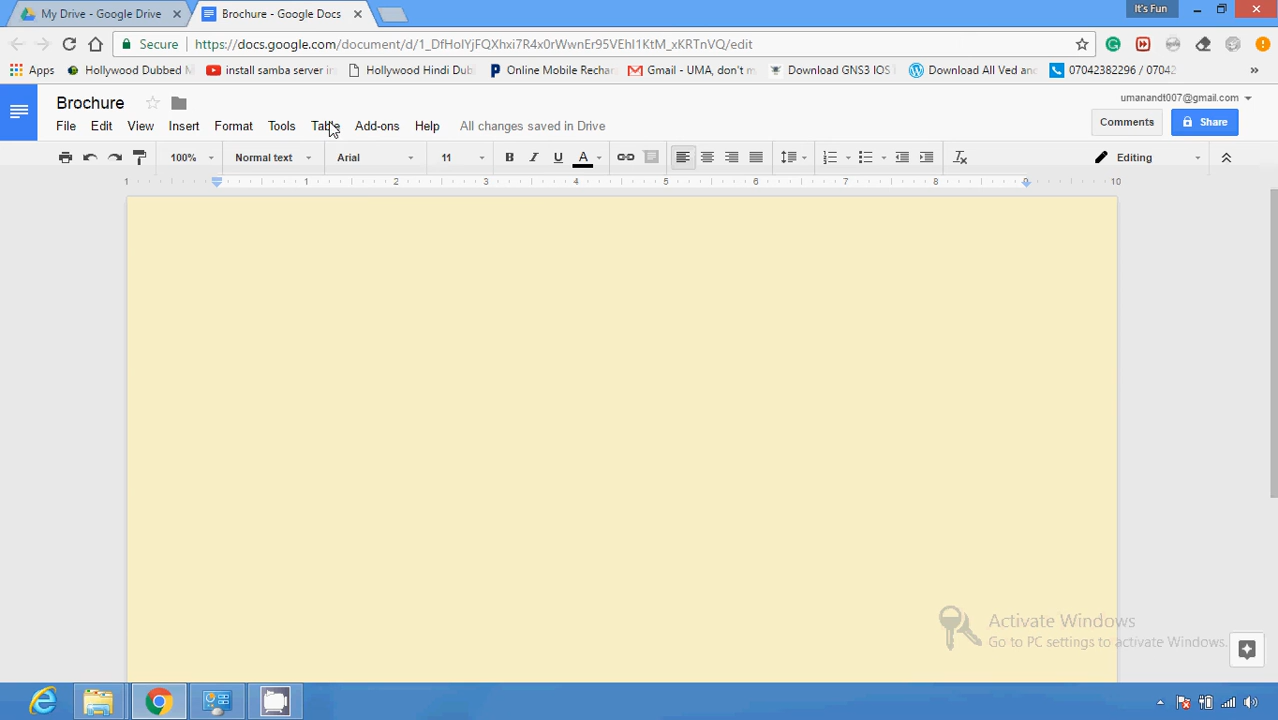 My Drive - Google Drive
Brochure - Google Docs
It's Fun
Secure
https://docs.google.com/document/d/1_DfHoIYjFQXhxi7R4x0rWwnEr95VEhI1KtM_xKRTnVQ/edit
Apps
Hollywood Dubbed M
install samba server in
Hollywood Hindi Dub
Online Mobile Rechar
Gmail - UMA, don't m
Download GNS3 IOS
Download All Ved and
07042382296 / 07042
»
Brochure
umanandt007@gmail.com
File Edit View Insert Format Tools Table Add-ons Help All changes saved in Drive
Comments
Share
100% Normal text Arial 11 B I U A Editing
1 1 2 3 4 5 6 7 8 9 10
Activate Windows
Go to PC settings to activate Windows.